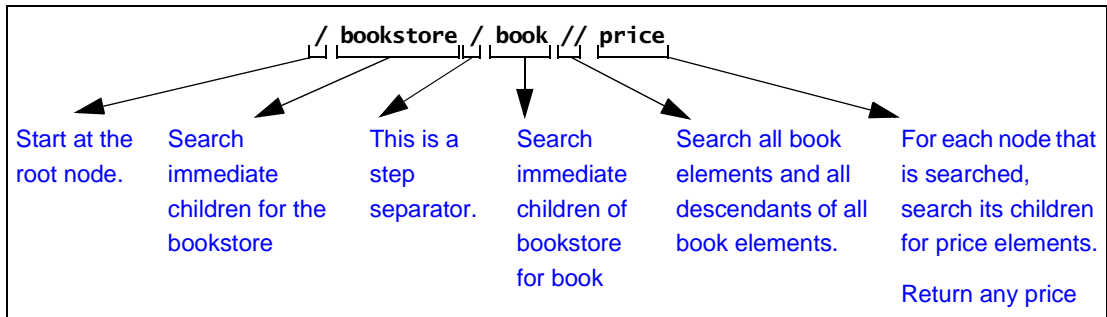 / bookstore / book // price
Start at the
root node.
Search
immediate
children for the
bookstore
This is a
step
separator.
Search
immediate
children of
bookstore
for book
Search all book
elements and all
descendants of all
book elements.
For each node that
is searched,
search its children
for price elements.
Return any price